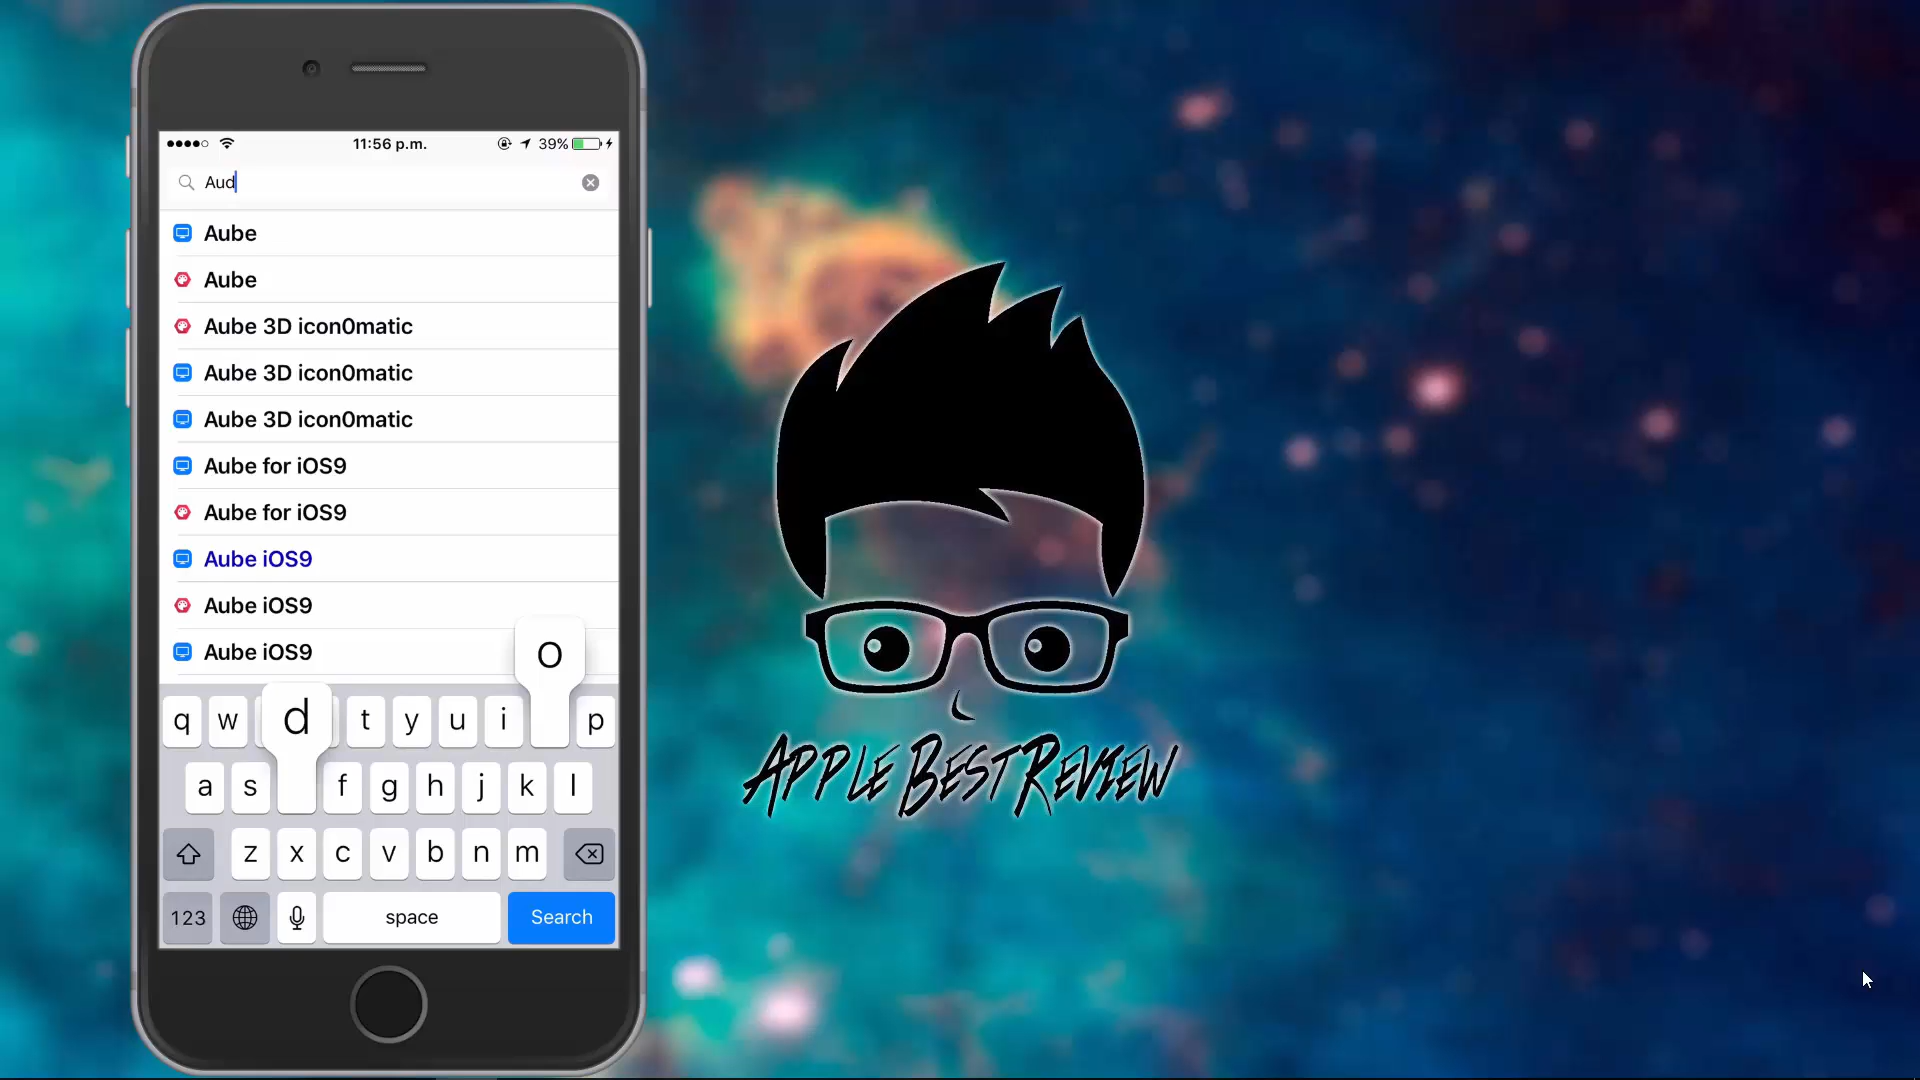 11:56 p.m.
39%
Aud
Aube
Aube
Aube 3D icon0matic
Aube 3D icon0matic
Aube 3D icon0matic
Aube for iOS9
Aube for iOS9
Aube iOS9
Aube iOS9
Aube iOS9
o
q w d t y u i p
a s f g h j k l
z x c v b n m
123 space Search
APPLE BEST REVIEW